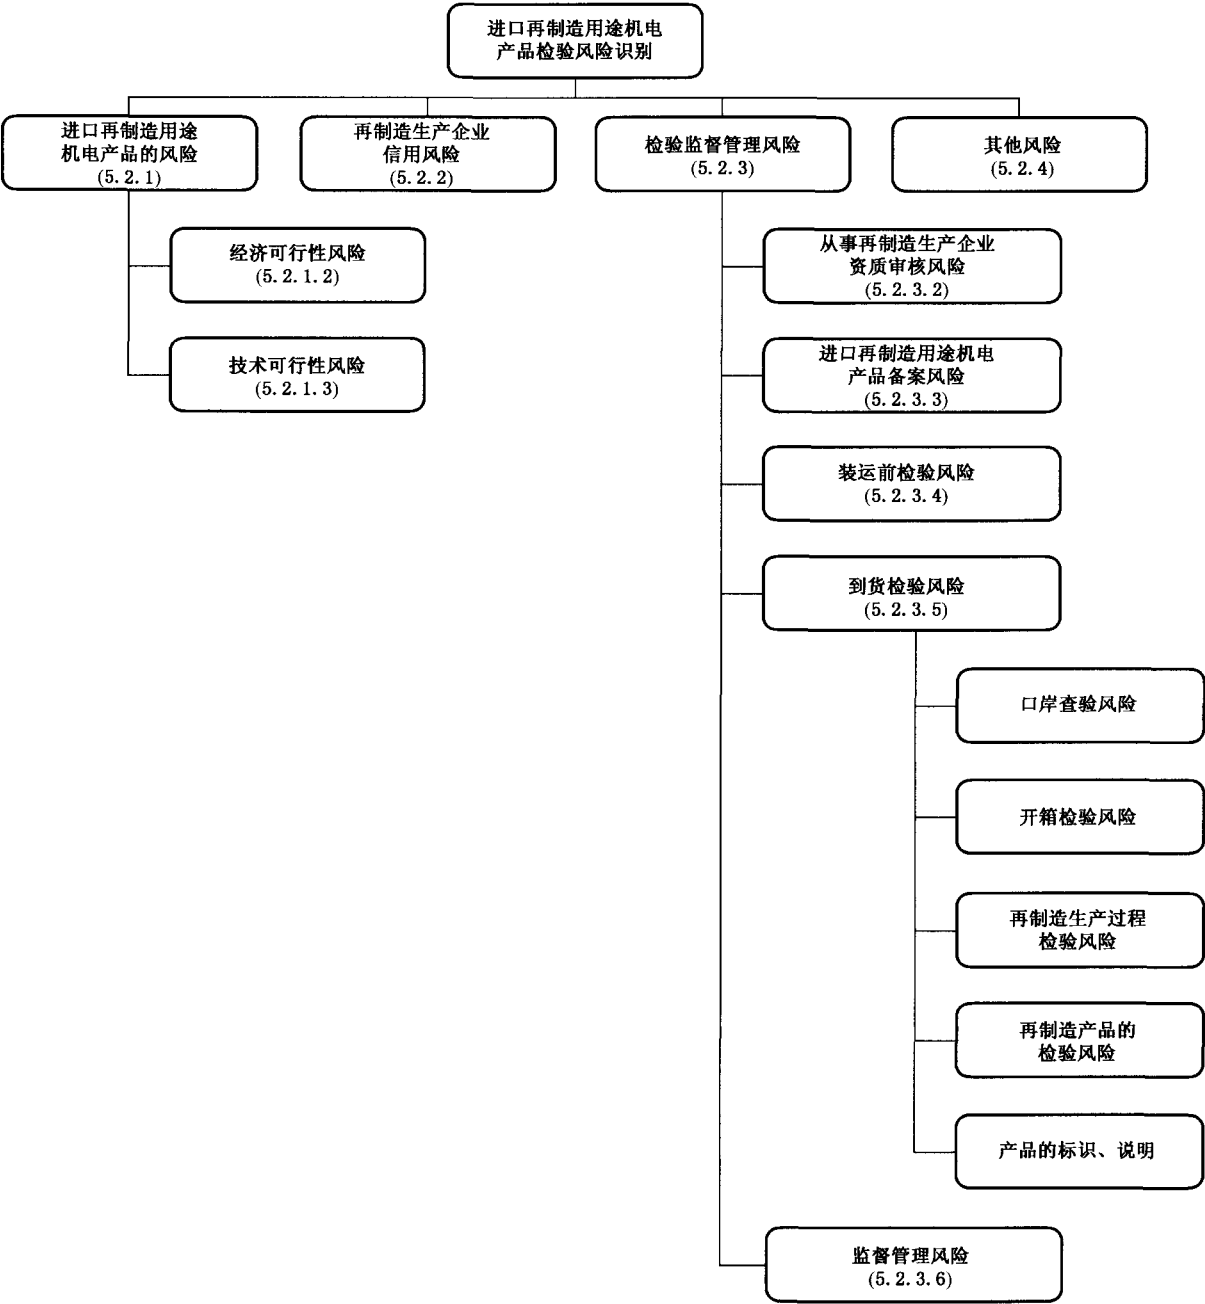 进口再制造用途机电
产品检验风险识别
进口再制造用途
机电产品的风险
(5.2.1)
再制造生产企业
信用风险
(5.2.2)
检验监督管理风险
(5.2.3)
其他风险
(5.2.4)
经济可行性风险
(5.2.1.2)
技术可行性风险
(5.2.1.3)
从事再制造生产企业
资质审核风险
(5.2.3.2)
进口再制造用途机电
产品备案风险
(5.2.3.3)
装运前检验风险
(5.2.3.4)
到货检验风险
(5.2.3.5)
口岸查验风险
开箱检验风险
再制造生产过程
检验风险
再制造产品的
检验风险
产品的标识、说明
监督管理风险
(5.2.3.6)